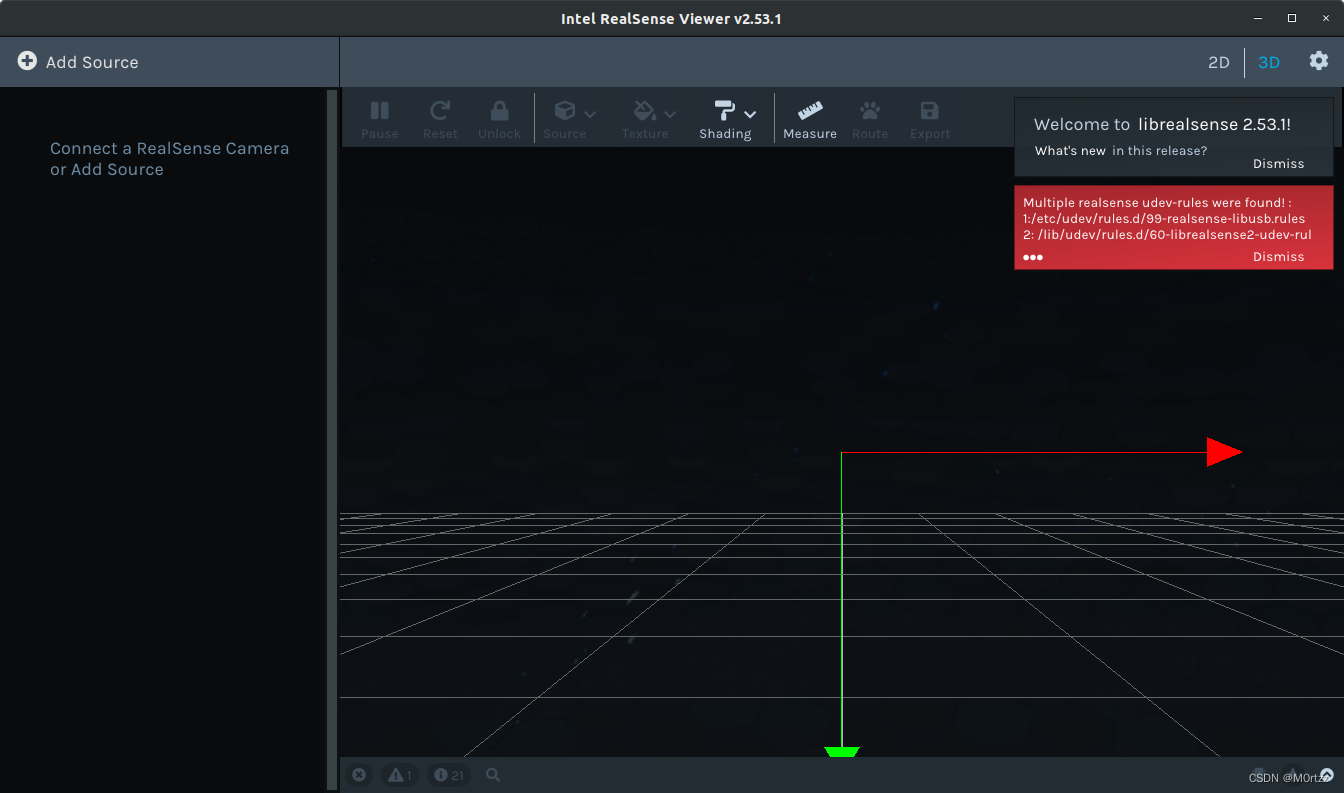 Intel RealSense Viewer v2.53.1
Add Source
2D
3D
Connect a RealSense Camera
or Add Source
Pause
Reset
Unlock
Source
Texture
Shading
Measure
Route
Export
Welcome to librealsense 2.53.1!
What's new in this release?
Dismiss
Multiple realsense udev-rules were found! :
1:/etc/udev/rules.d/99-realsense-libusb.rules
2: /lib/udev/rules.d/60-librealsense2-udev-rul
Dismiss
1
21
CSDN